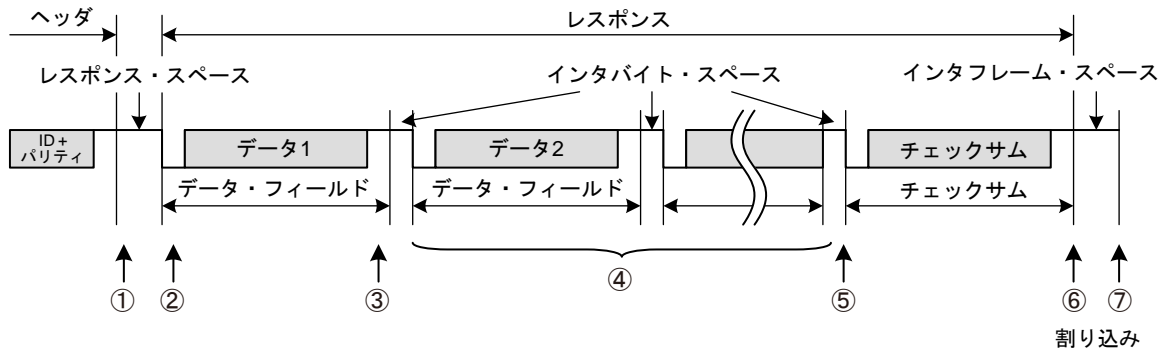 ヘッダ
レスポンス
レスポンス・スペース
インタバイト・スペース
インタフレーム・スペース
ID+
パリティ
データ1
データ2
チェックサム
データ・フィールド
データ・フィールド
チェックサム
①
②
③
④
⑤
⑥
⑦
割り込み